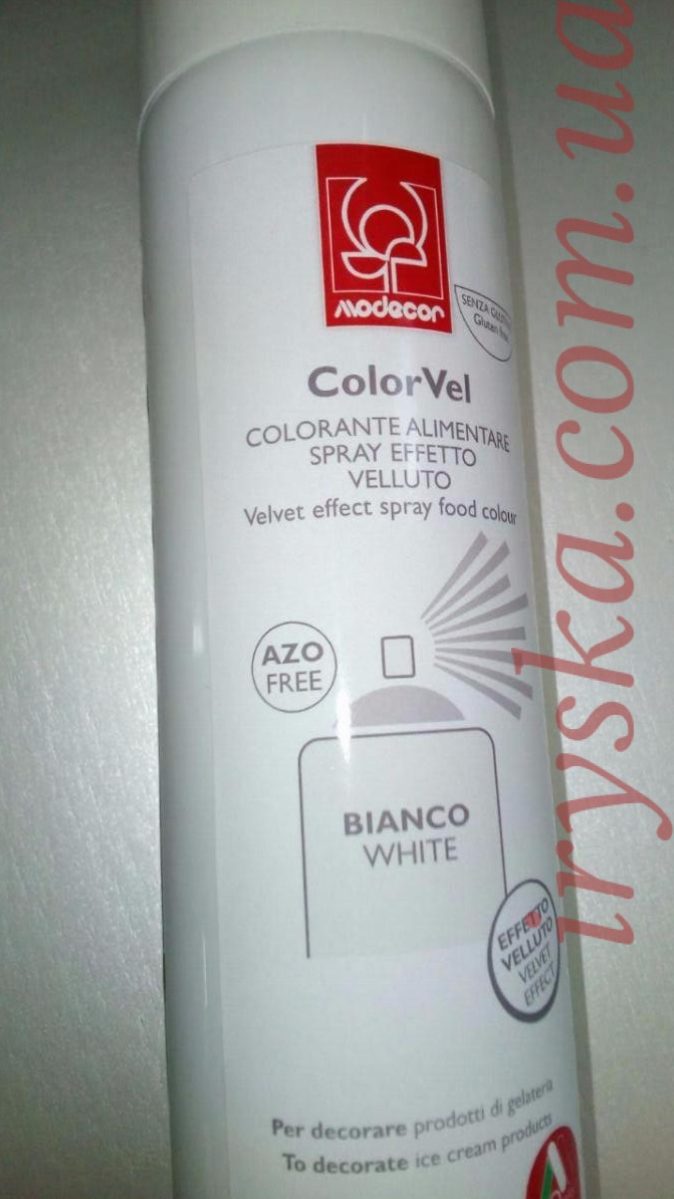 modecor
SENZA GLUTINE
Gluten free
ColorVel
COLORANTE ALIMENTARE
SPRAY EFFETTO
VELLUTO
Velvet effect spray food colour
AZO
FREE
BIANCO
WHITE
EFFETTO
VELLUTO
VELVET
EFFECT
Per decorare prodotti di gelateria
To decorate ice cream products
iryska.com.ua